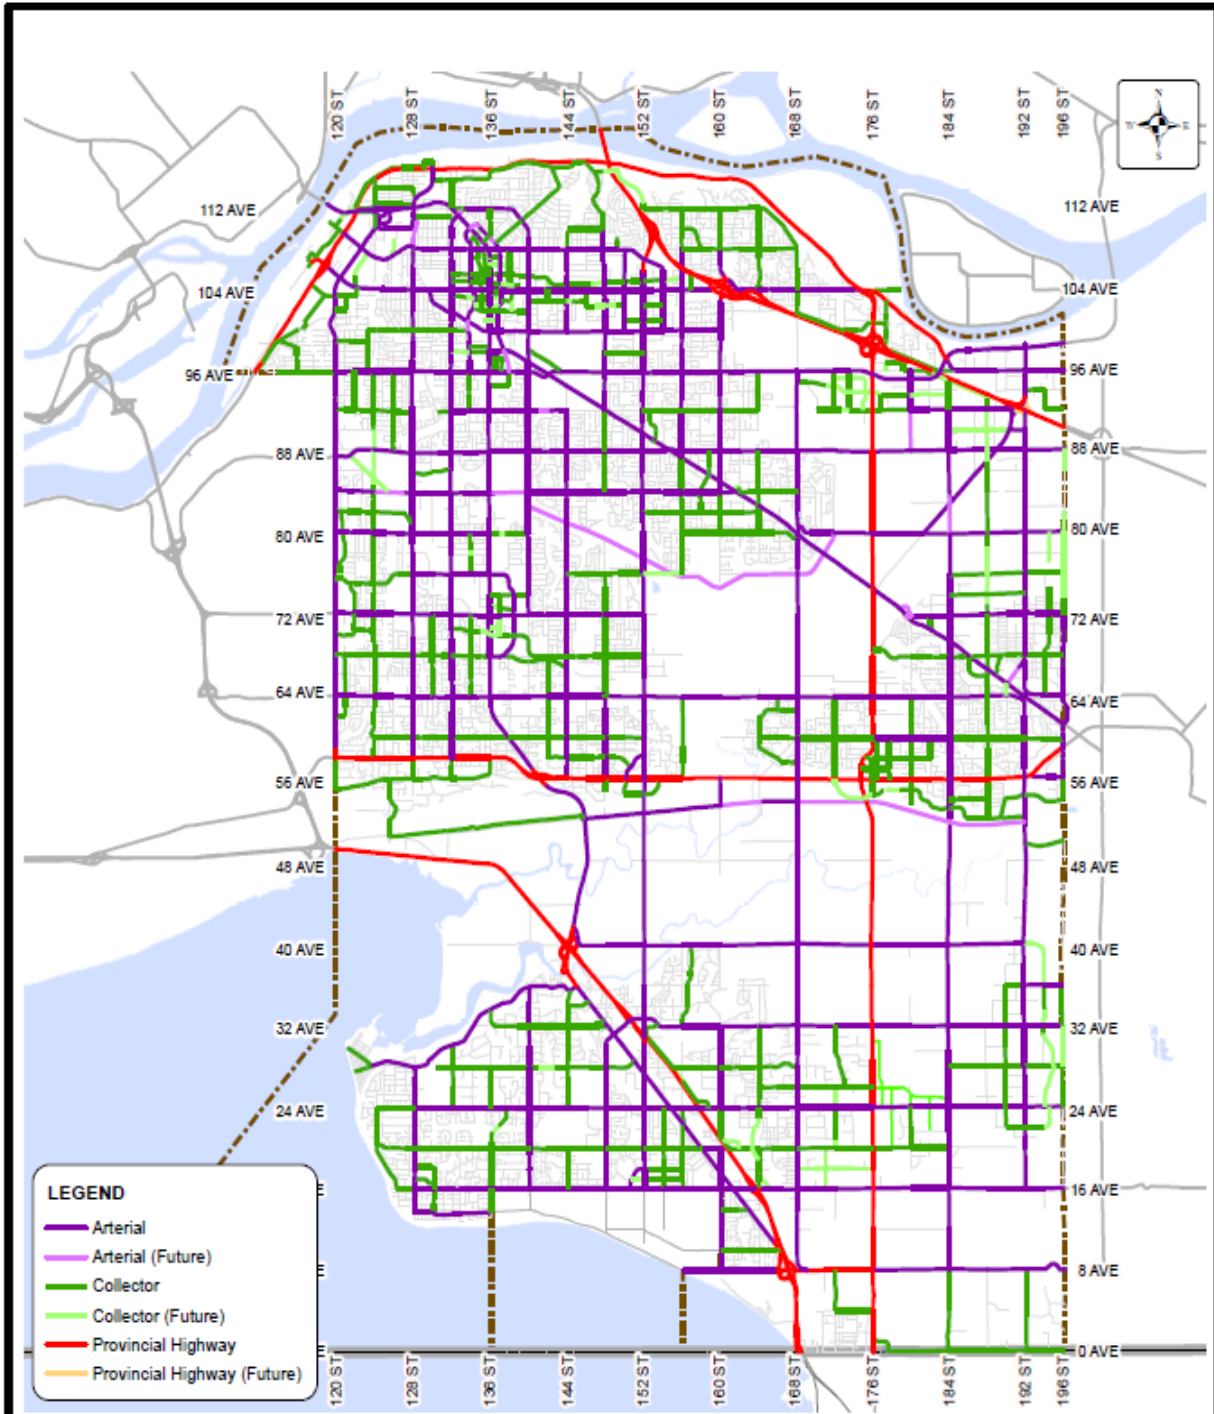 120 ST
128 ST
136 ST
144 ST
152 ST
160 ST
168 ST
176 ST
184 ST
192 ST
196 ST
N
W
E
S
112 AVE
112 AVE
104 AVE
104 AVE
96 AVE
96 AVE
88 AVE
88 AVE
80 AVE
80 AVE
72 AVE
72 AVE
64 AVE
64 AVE
56 AVE
56 AVE
48 AVE
48 AVE
40 AVE
40 AVE
32 AVE
32 AVE
24 AVE
24 AVE
16 AVE
8 AVE
0 AVE
LEGEND
Arterial
Arterial (Future)
Collector
Collector (Future)
Provincial Highway
Provincial Highway (Future)
120 ST
128 ST
136 ST
144 ST
152 ST
160 ST
168 ST
176 ST
184 ST
192 ST
196 ST